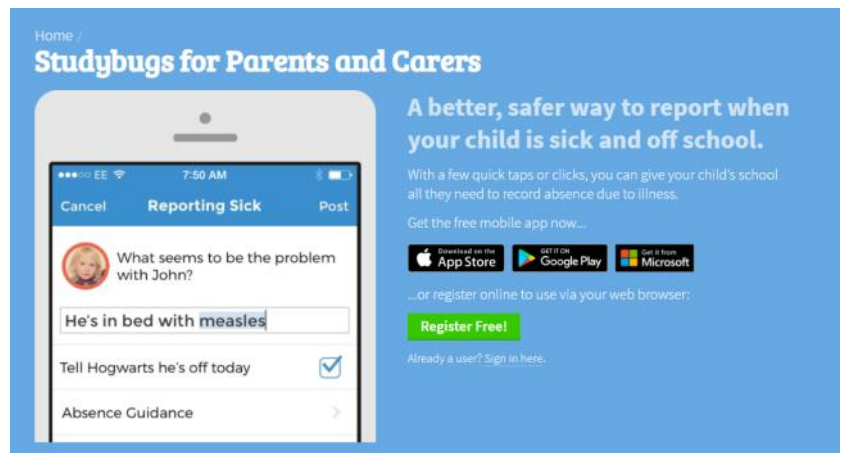 Home /
Studybugs for Parents and Carers
EE 7:50 AM
Cancel Reporting Sick Post
What seems to be the problem
with John?
He's in bed with measles
Tell Hogwarts he's off today
Absence Guidance
A better, safer way to report when
your child is sick and off school.
With a few quick taps or clicks, you can give your child's school
all they need to record absence due to illness.
Get the free mobile app now...
Download on the
App Store
GET IT ON
Google Play
Get it from
Microsoft
...or register online to use via your web browser:
Register Free!
Already a user? Sign in here.